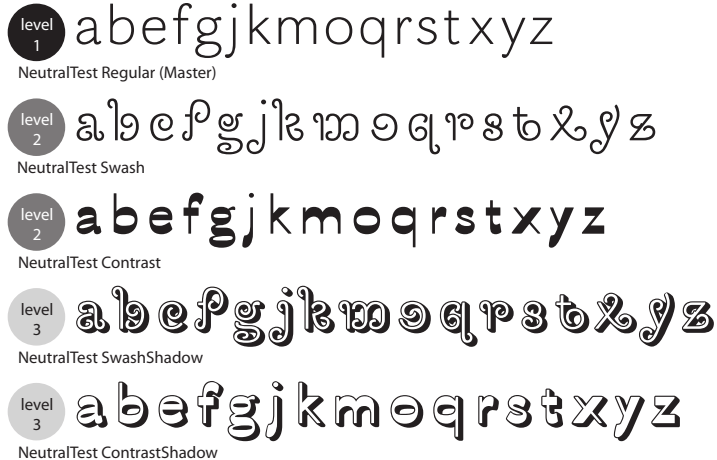 level 1 abefgjkmoqrstxyz
NeutralTest Regular (Master)
level 2 abefgjkmoqrstxyz
NeutralTest Swash
level 2 abefgjkmoqrstxyz
NeutralTest Contrast
level 3 abefgjkmoqrstxyz
NeutralTest SwashShadow
level 3 abefgjkmoqrstxyz
NeutralTest ContrastShadow